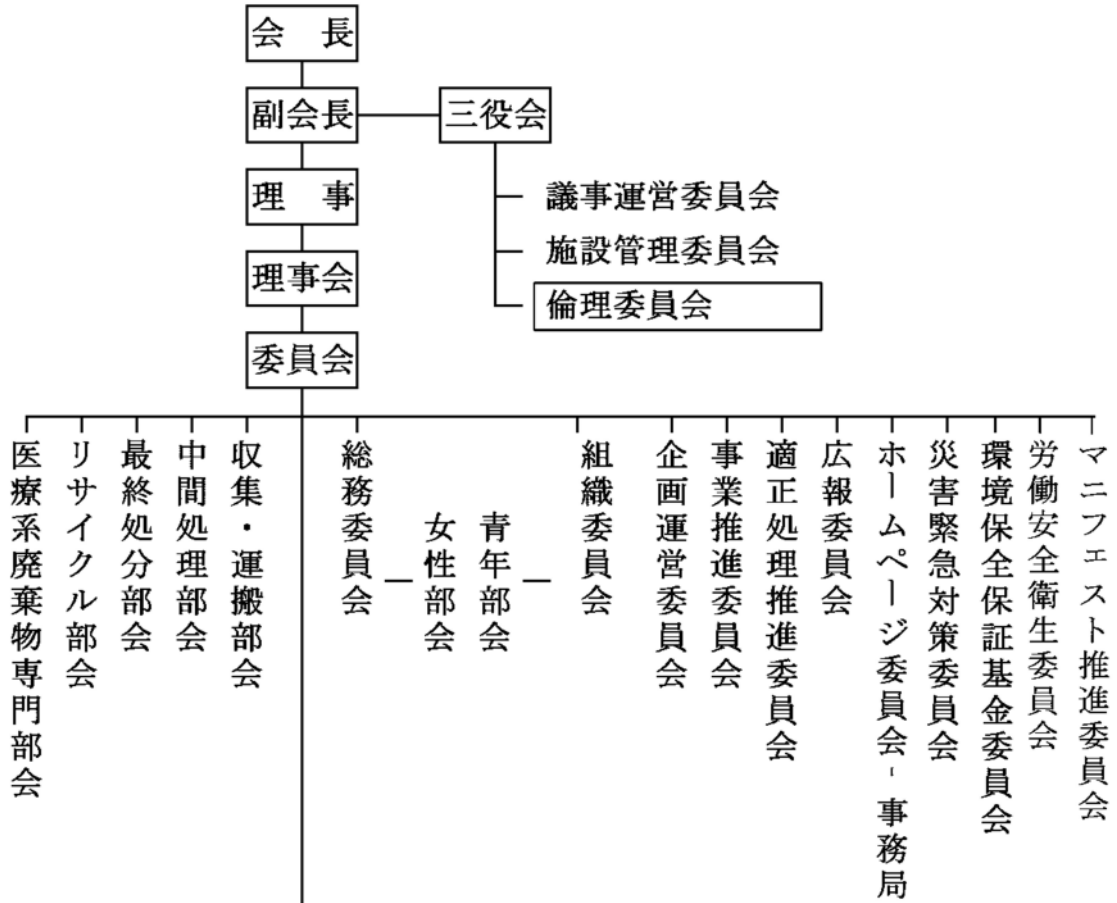 会　長
副会長
三役会
理　事
議事運営委員会
施設管理委員会
理事会
倫理委員会
委員会
医療系廃棄物専門部会
リサイクル部会
最終処分部会
中間処理部会
収集・運搬部会
総務委員会
女性部会
青年部会
組織委員会
企画運営委員会
事業推進委員会
適正処理推進委員会
広報委員会
ホームページ委員会 - 事務局
災害緊急対策委員会
環境保全保証基金委員会
労働安全衛生委員会
マニフェスト推進委員会